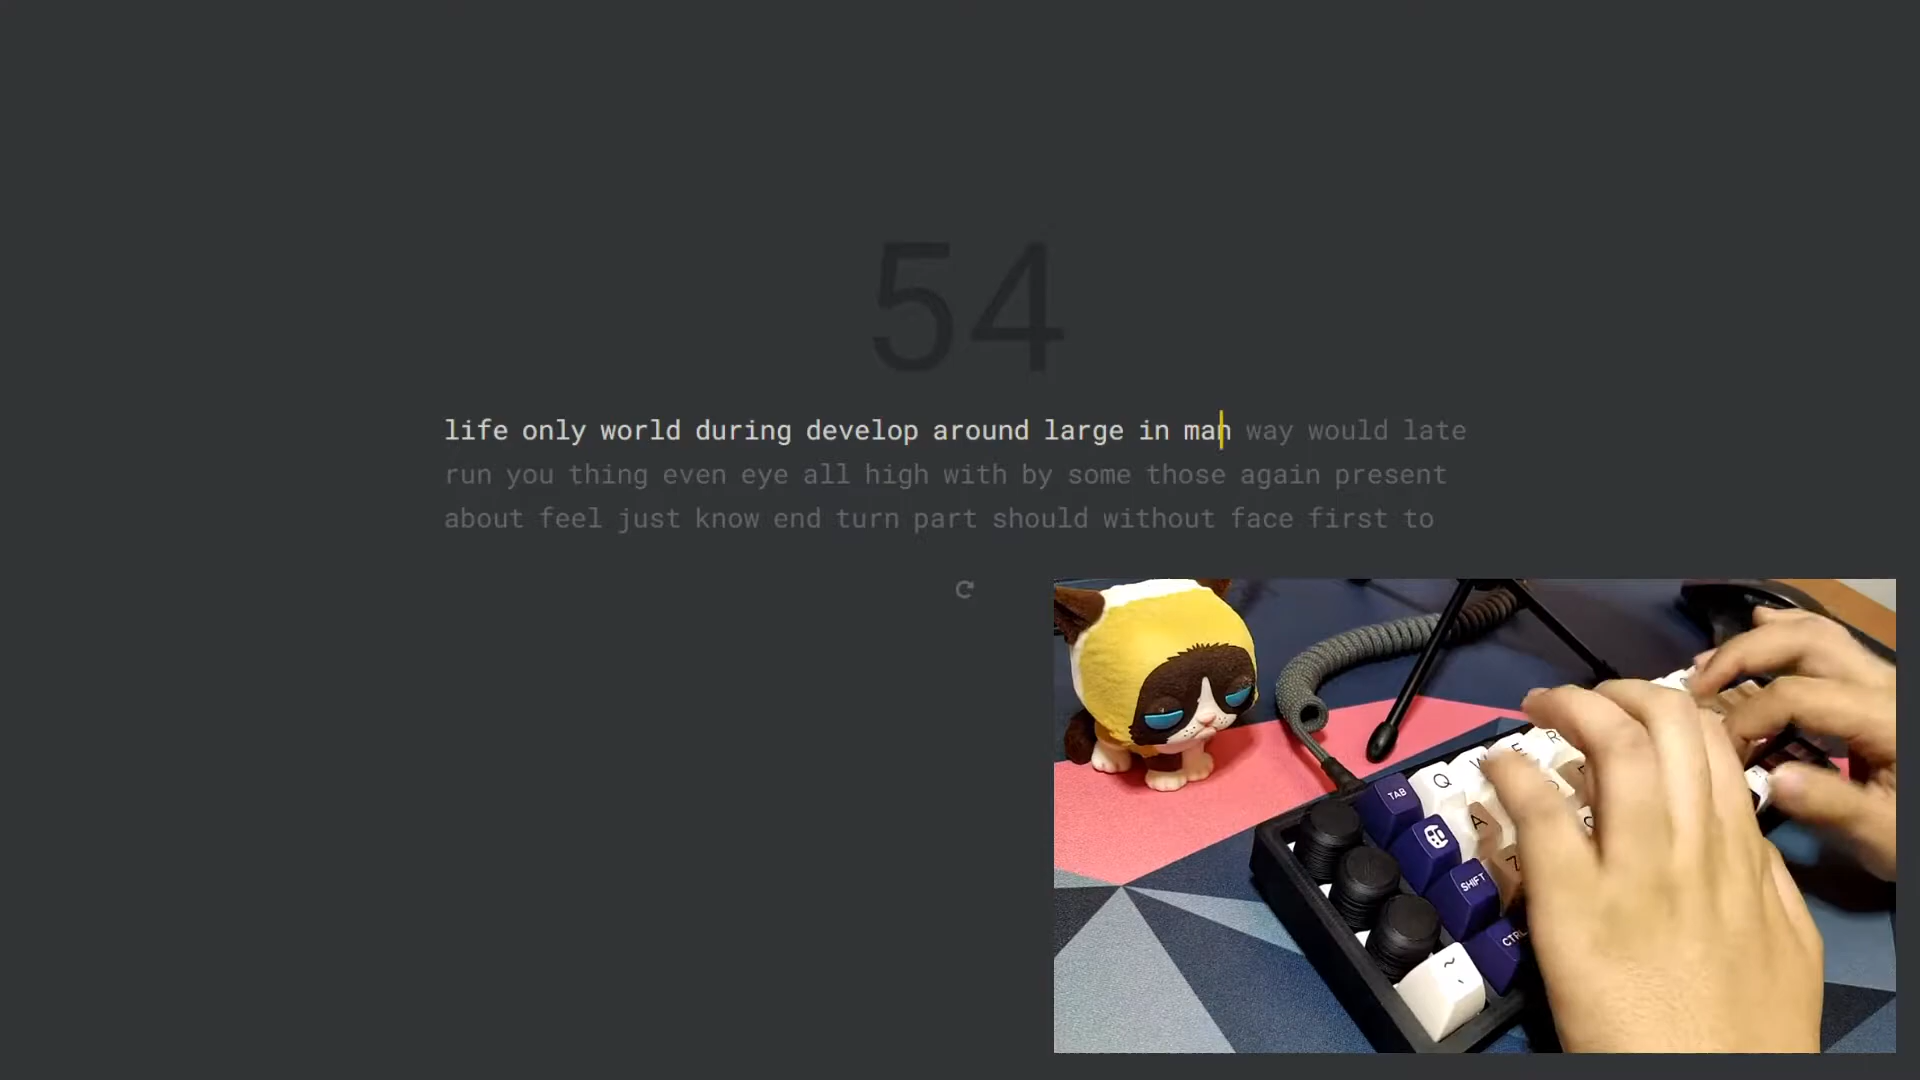 54
life only world during develop around large in man way would late
run you thing even eye all high with by some those again present
about feel just know end turn part should without face first to
TAB
Q
W
E
R
A
SHIFT
Z
CTRL
~